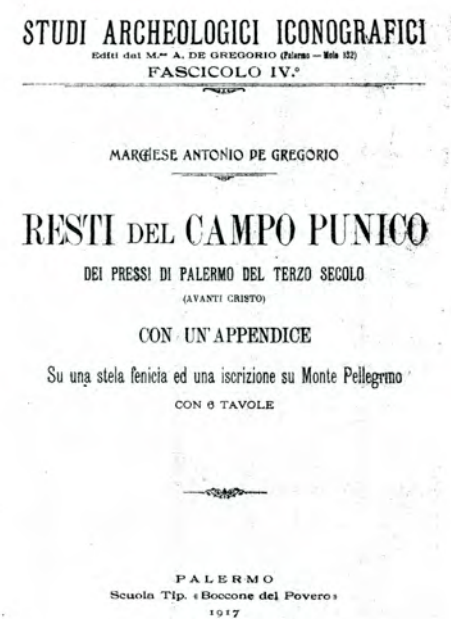 STUDI ARCHEOLOGICI ICONOGRAFICI
Editi dal M.se A. DE GREGORIO (Palermo — Molo 132)
FASCICOLO IV.°
MARCHESE ANTONIO DE GREGORIO
RESTI DEL CAMPO PUNICO
DEI PRESSI DI PALERMO DEL TERZO SECOLO
(AVANTI CRISTO)
CON UN'APPENDICE
Su una stela fenicia ed una iscrizione su Monte Pellegrino
CON 6 TAVOLE
PALERMO
Scuola Tip. «Boccone del Povero»
1917